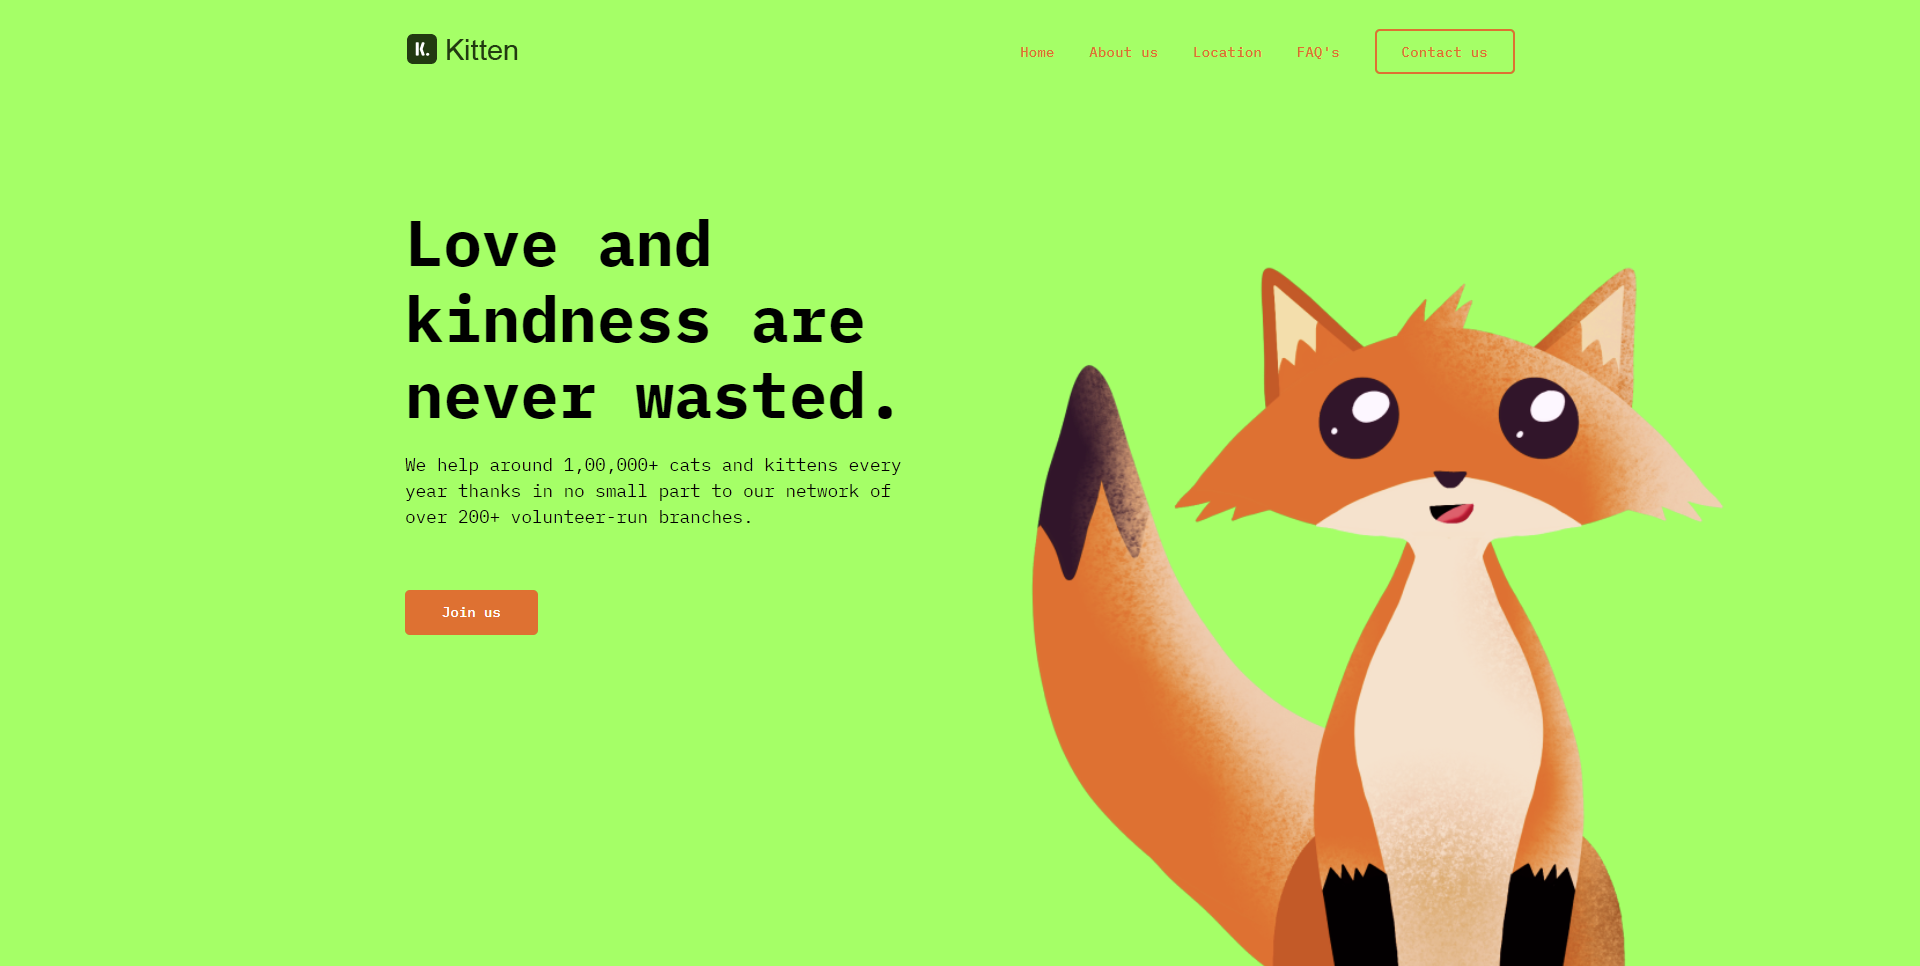 K. Kitten
Home About us Location FAQ's Contact us
Love and
kindness are
never wasted.
We help around 1,00,000+ cats and kittens every
year thanks in no small part to our network of
over 200+ volunteer-run branches.
Join us